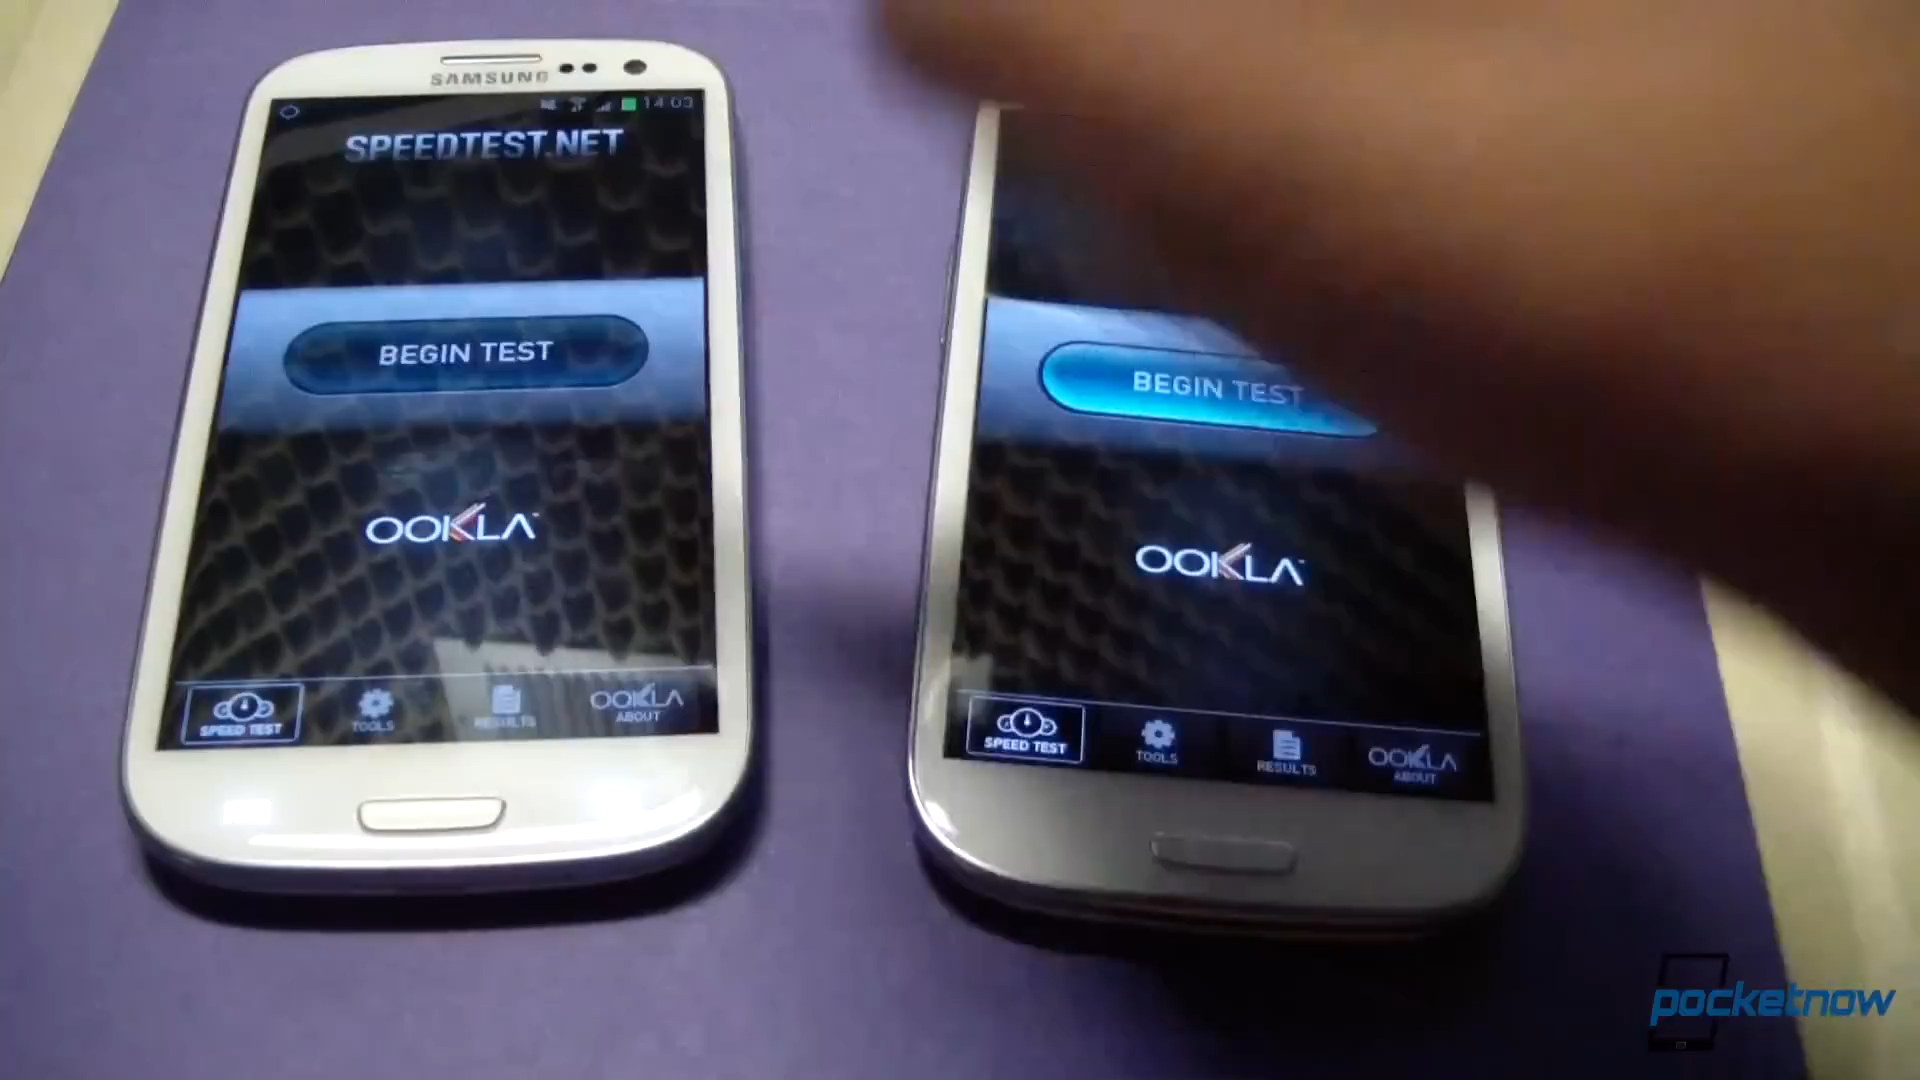 SAMSUNG
14:03
SPEEDTEST.NET
BEGIN TEST
OOKLA
SPEED TEST
TOOLS
RESULTS
OOKLA
ABOUT
BEGIN TEST
OOKLA
SPEED TEST
TOOLS
RESULTS
OOKLA
ABOUT
pocketnow